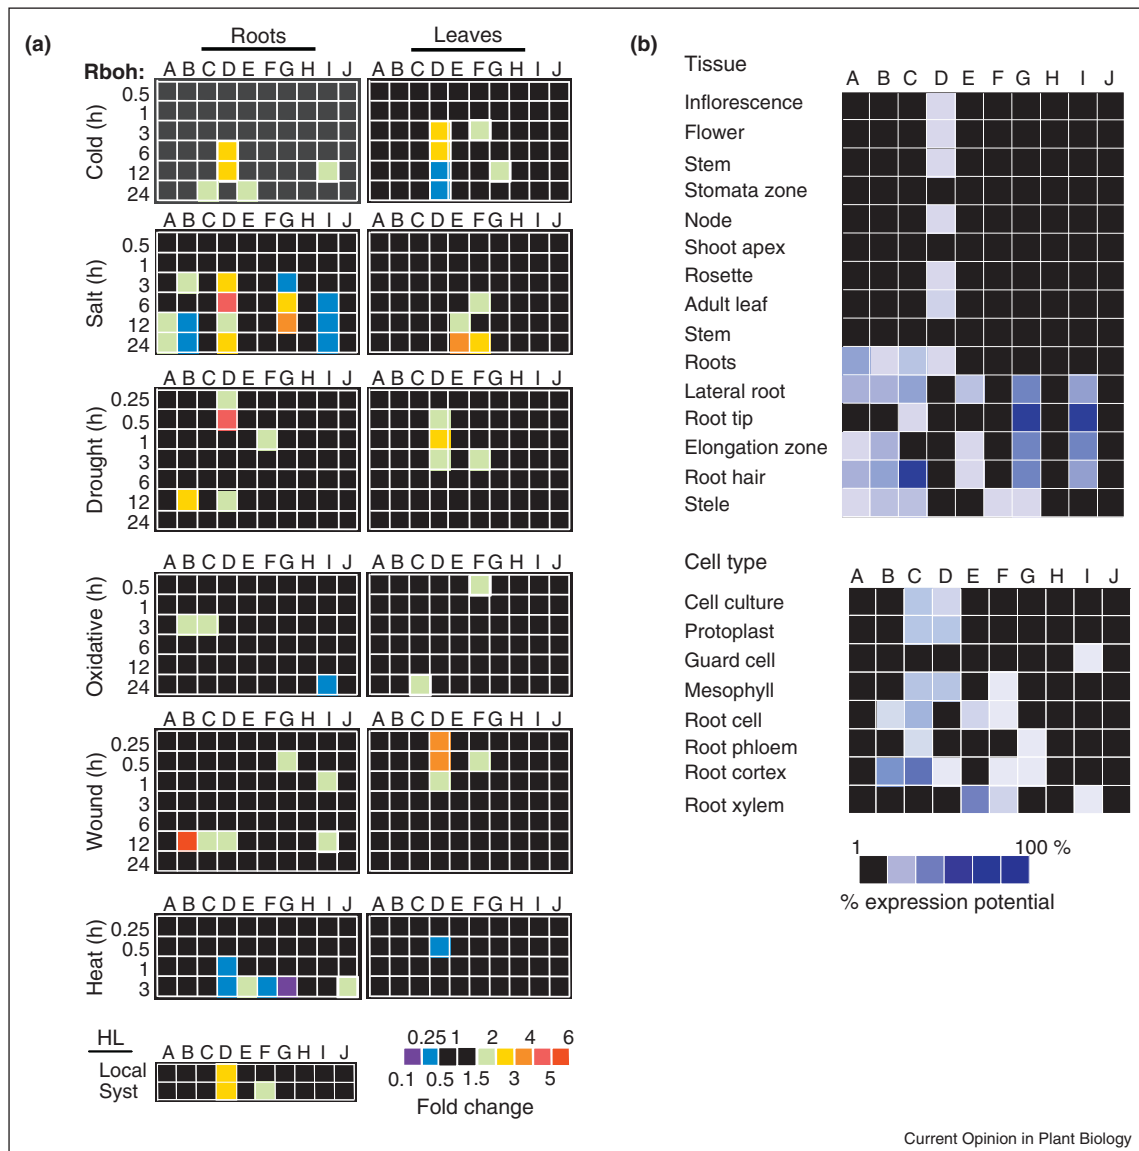 (a)
Roots
Leaves
Rboh:
A B C D E F G H I J
A B C D E F G H I J
Cold (h)
0.5
1
3
6
12
24
A B C D E F G H I J
A B C D E F G H I J
Salt (h)
0.5
1
3
6
12
24
A B C D E F G H I J
A B C D E F G H I J
Drought (h)
0.25
0.5
1
3
6
12
24
A B C D E F G H I J
A B C D E F G H I J
Oxidative (h)
0.5
1
3
6
12
24
A B C D E F G H I J
A B C D E F G H I J
Wound (h)
0.25
0.5
1
3
6
12
24
A B C D E F G H I J
A B C D E F G H I J
Heat (h)
0.25
0.5
1
3
HL
A B C D E F G H I J
Local
Syst
0.25 1 2 4 6
0.1 0.5 1.5 3 5
Fold change
(b)
Tissue
A B C D E F G H I J
Inflorescence
Flower
Stem
Stomata zone
Node
Shoot apex
Rosette
Adult leaf
Stem
Roots
Lateral root
Root tip
Elongation zone
Root hair
Stele
Cell type
A B C D E F G H I J
Cell culture
Protoplast
Guard cell
Mesophyll
Root cell
Root phloem
Root cortex
Root xylem
1 100 %
% expression potential
Current Opinion in Plant Biology